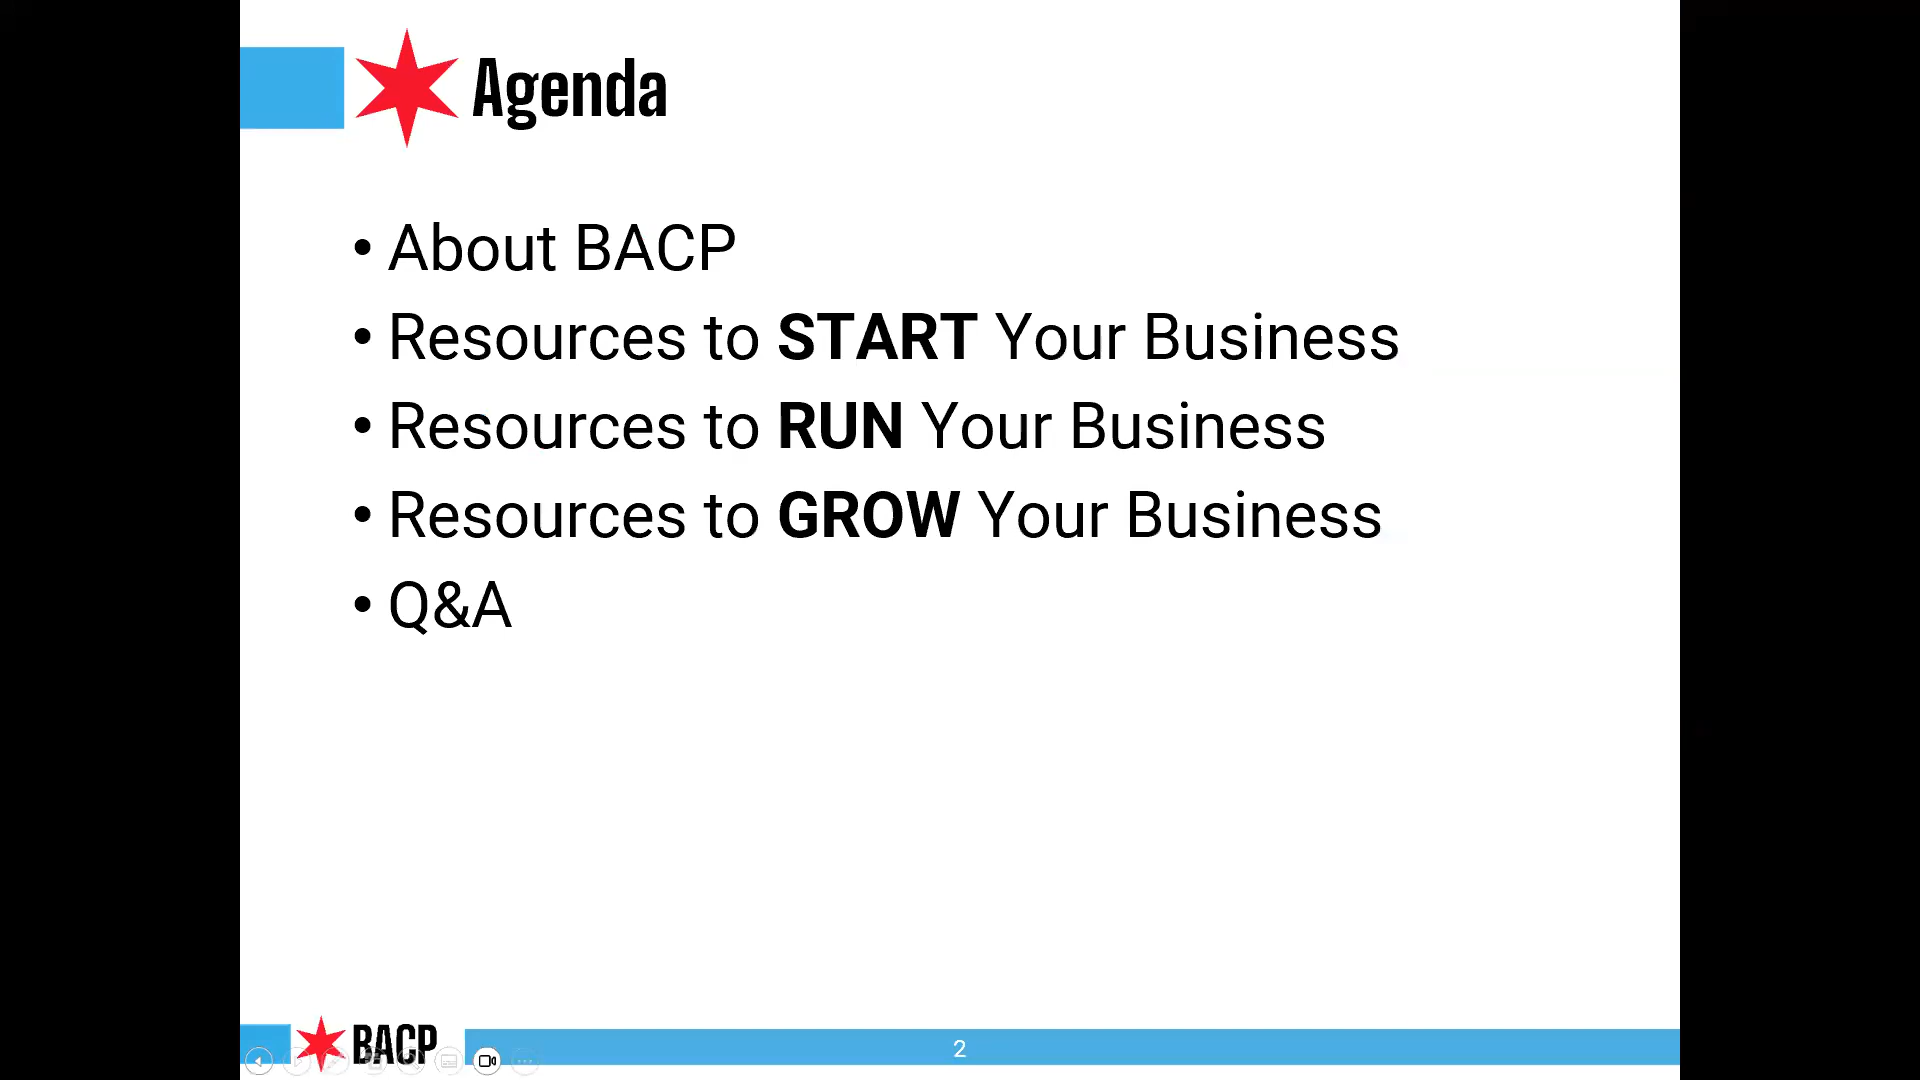 Agenda
• About BACP
• Resources to START Your Business
• Resources to RUN Your Business
• Resources to GROW Your Business
• Q&A
BACP
2